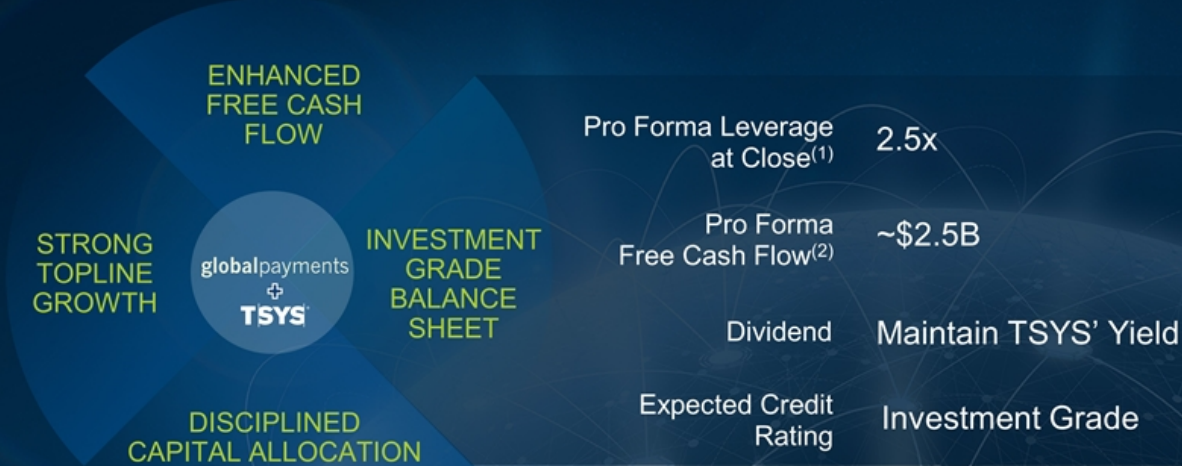 ENHANCED
FREE CASH
FLOW
STRONG
TOPLINE
GROWTH
globalpayments
+
TSYS
INVESTMENT
GRADE
BALANCE
SHEET
DISCIPLINED
CAPITAL ALLOCATION
Pro Forma Leverage
at Close(1)
2.5x
Pro Forma
Free Cash Flow(2)
~$2.5B
Dividend
Maintain TSYS' Yield
Expected Credit
Rating
Investment Grade